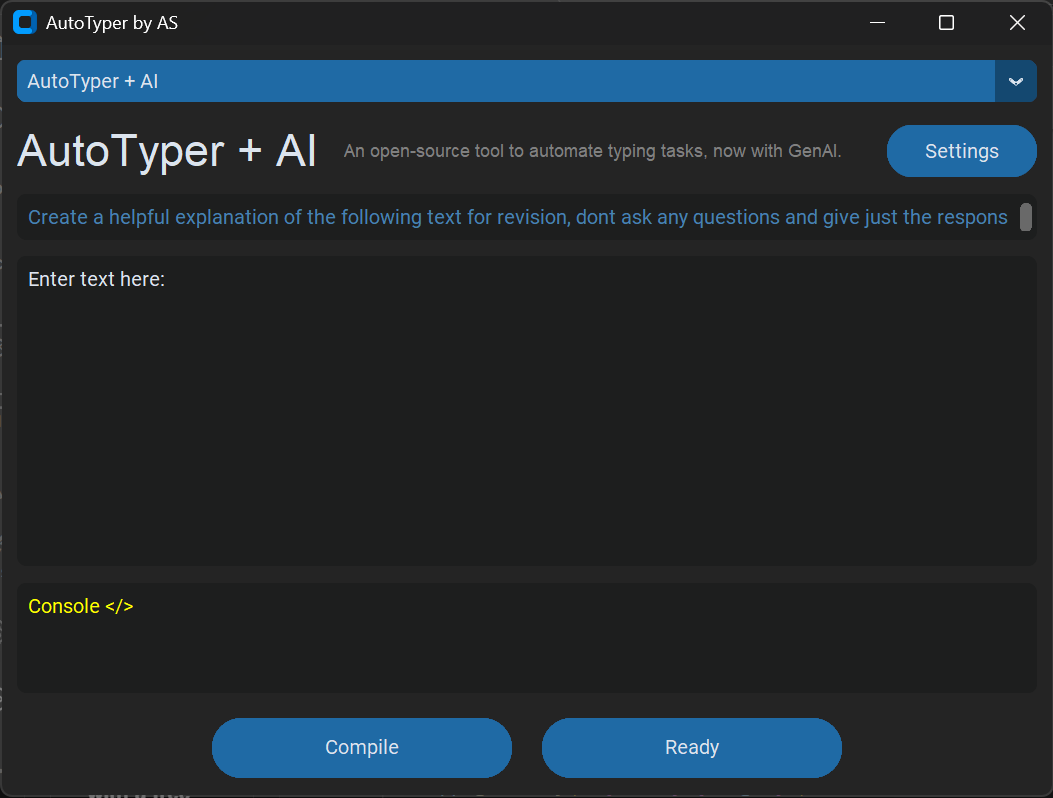 AutoTyper by AS
AutoTyper + AI
AutoTyper + AI
An open-source tool to automate typing tasks, now with GenAI.
Settings
Create a helpful explanation of the following text for revision, dont ask any questions and give just the respons
Enter text here:
Console </>
Compile
Ready